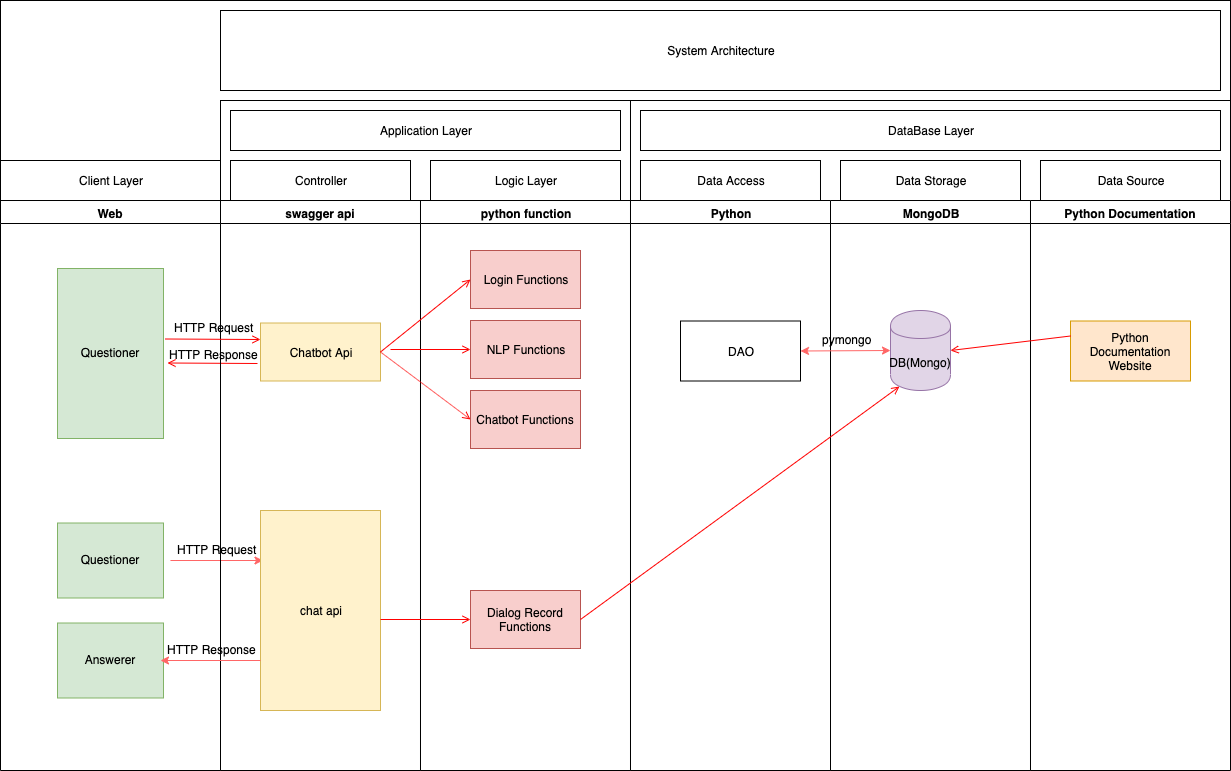 System Architecture
Application Layer
DataBase Layer
Client Layer
Controller
Logic Layer
Data Access
Data Storage
Data Source
Web
swagger api
python function
Python
MongoDB
Python Documentation
Questioner
HTTP Request
HTTP Response
Chatbot Api
Login Functions
NLP Functions
Chatbot Functions
DAO
pymongo
DB(Mongo)
Python
Documentation
Website
Questioner
HTTP Request
chat api
Answerer
HTTP Response
Dialog Record
Functions